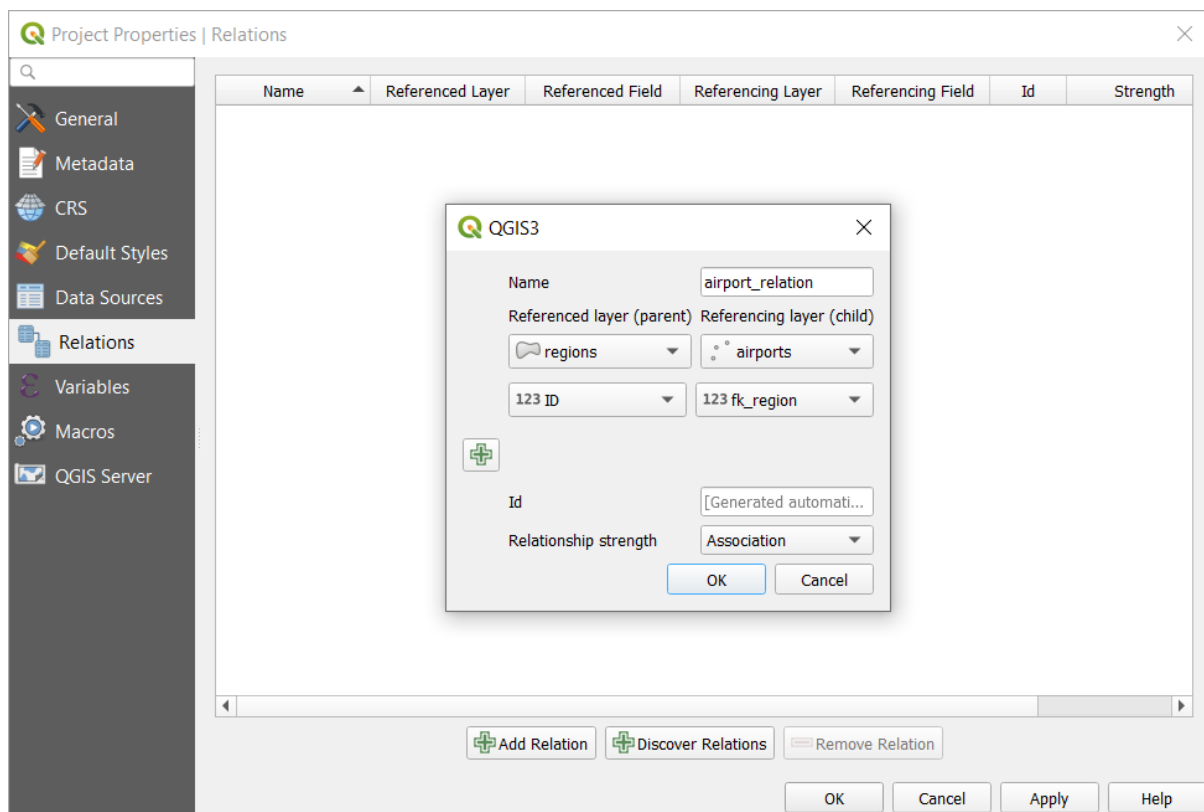 Project Properties | Relations
Name Referenced Layer Referenced Field Referencing Layer Referencing Field Id Strength
General
Metadata
CRS
Default Styles
Data Sources
Relations
Variables
Macros
QGIS Server
QGIS3
Name airport_relation
Referenced layer (parent) Referencing layer (child)
regions airports
123 ID 123 fk_region
Id [Generated automati...
Relationship strength Association
OK Cancel
Add Relation Discover Relations Remove Relation
OK Cancel Apply Help